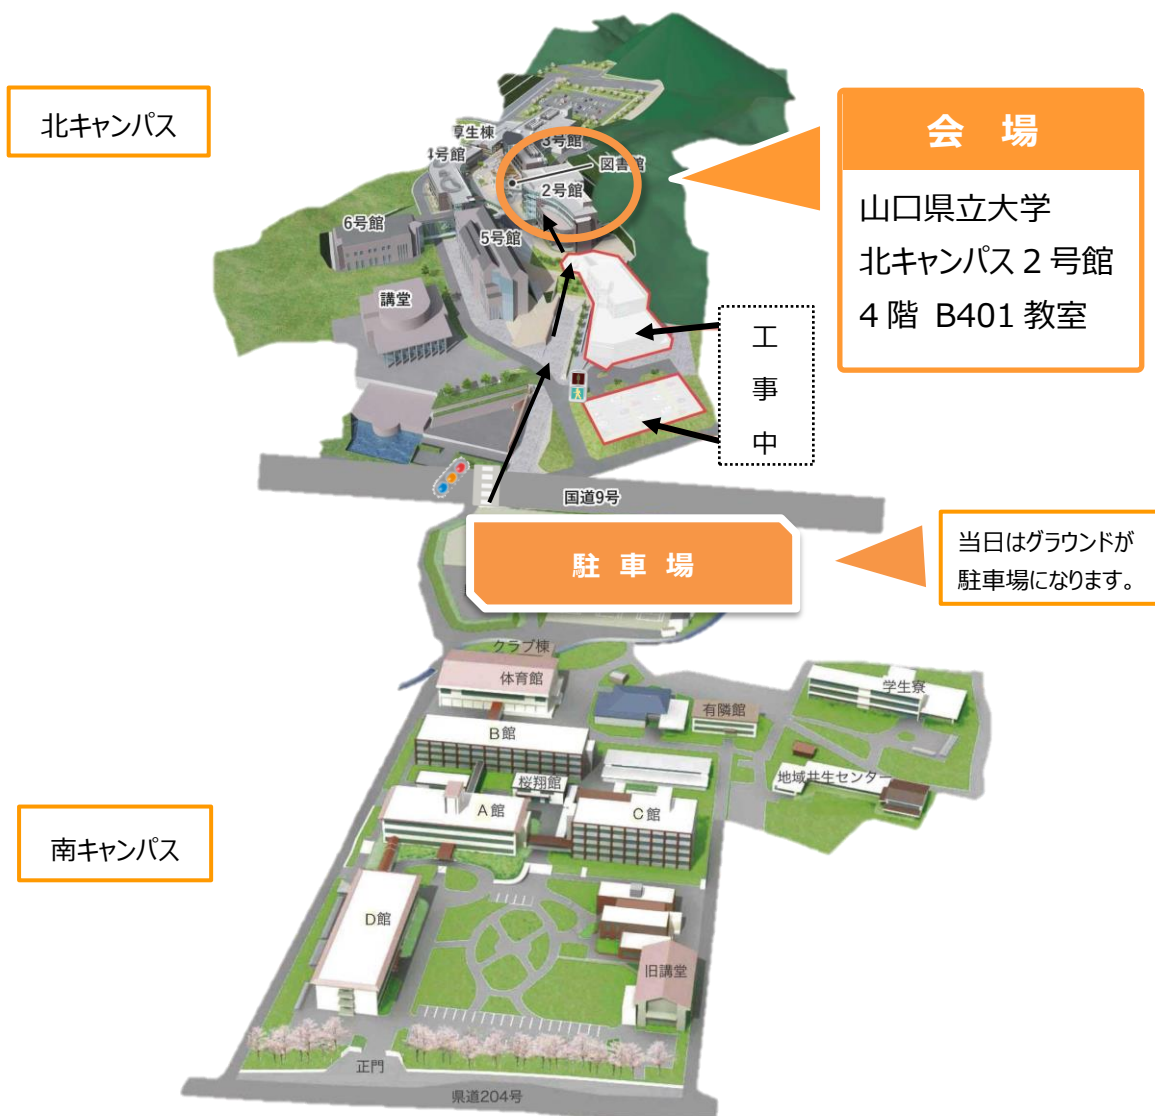 北キャンパス
会 場
山口県立大学
北キャンパス 2 号館
4 階 B401 教室
厚生棟
3号館
4号館
図書館
2号館
6号館
5号館
講堂
工
事
中
国道9号
駐 車 場
当日はグラウンドが
駐車場になります。
クラブ棟
体育館
学生寮
有隣館
B館
桜翔館
地域共生センター
A館
C館
南キャンパス
D館
旧講堂
正門
県道204号